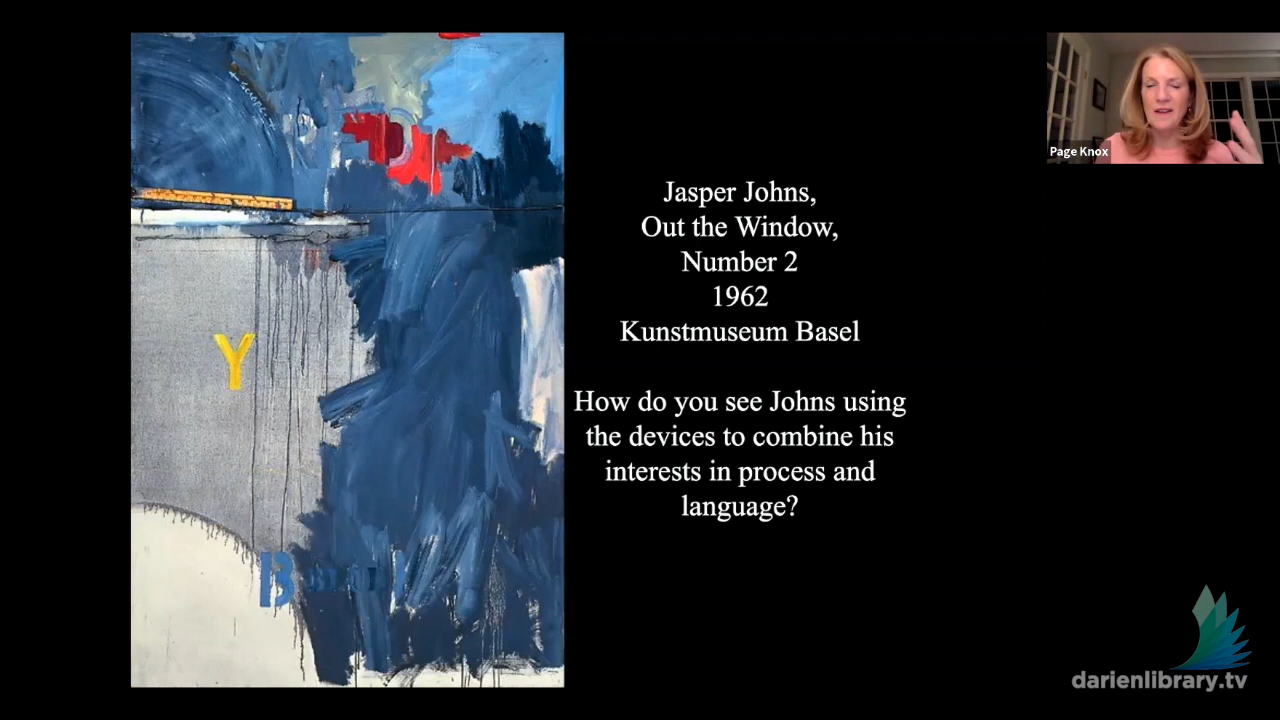 SCRAPE
Y
B
Jasper Johns,
Out the Window,
Number 2
1962
Kunstmuseum Basel
How do you see Johns using
the devices to combine his
interests in process and
language?
Page Knox
darienlibrary.tv